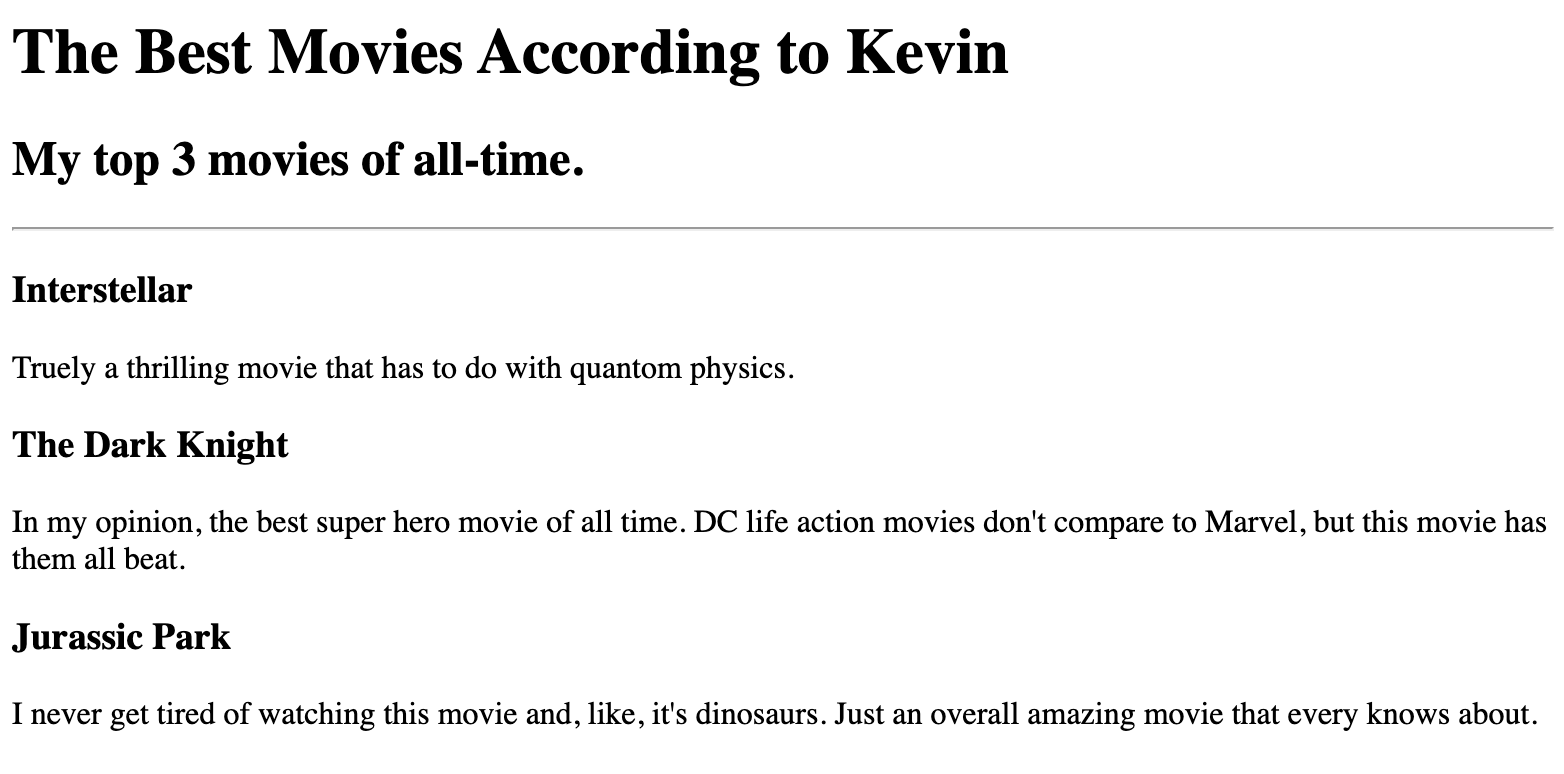 The Best Movies According to Kevin
My top 3 movies of all-time.
Interstellar
Truely a thrilling movie that has to do with quantom physics.
The Dark Knight
In my opinion, the best super hero movie of all time. DC life action movies don't compare to Marvel, but this movie has
them all beat.
Jurassic Park
I never get tired of watching this movie and, like, it's dinosaurs. Just an overall amazing movie that every knows about.